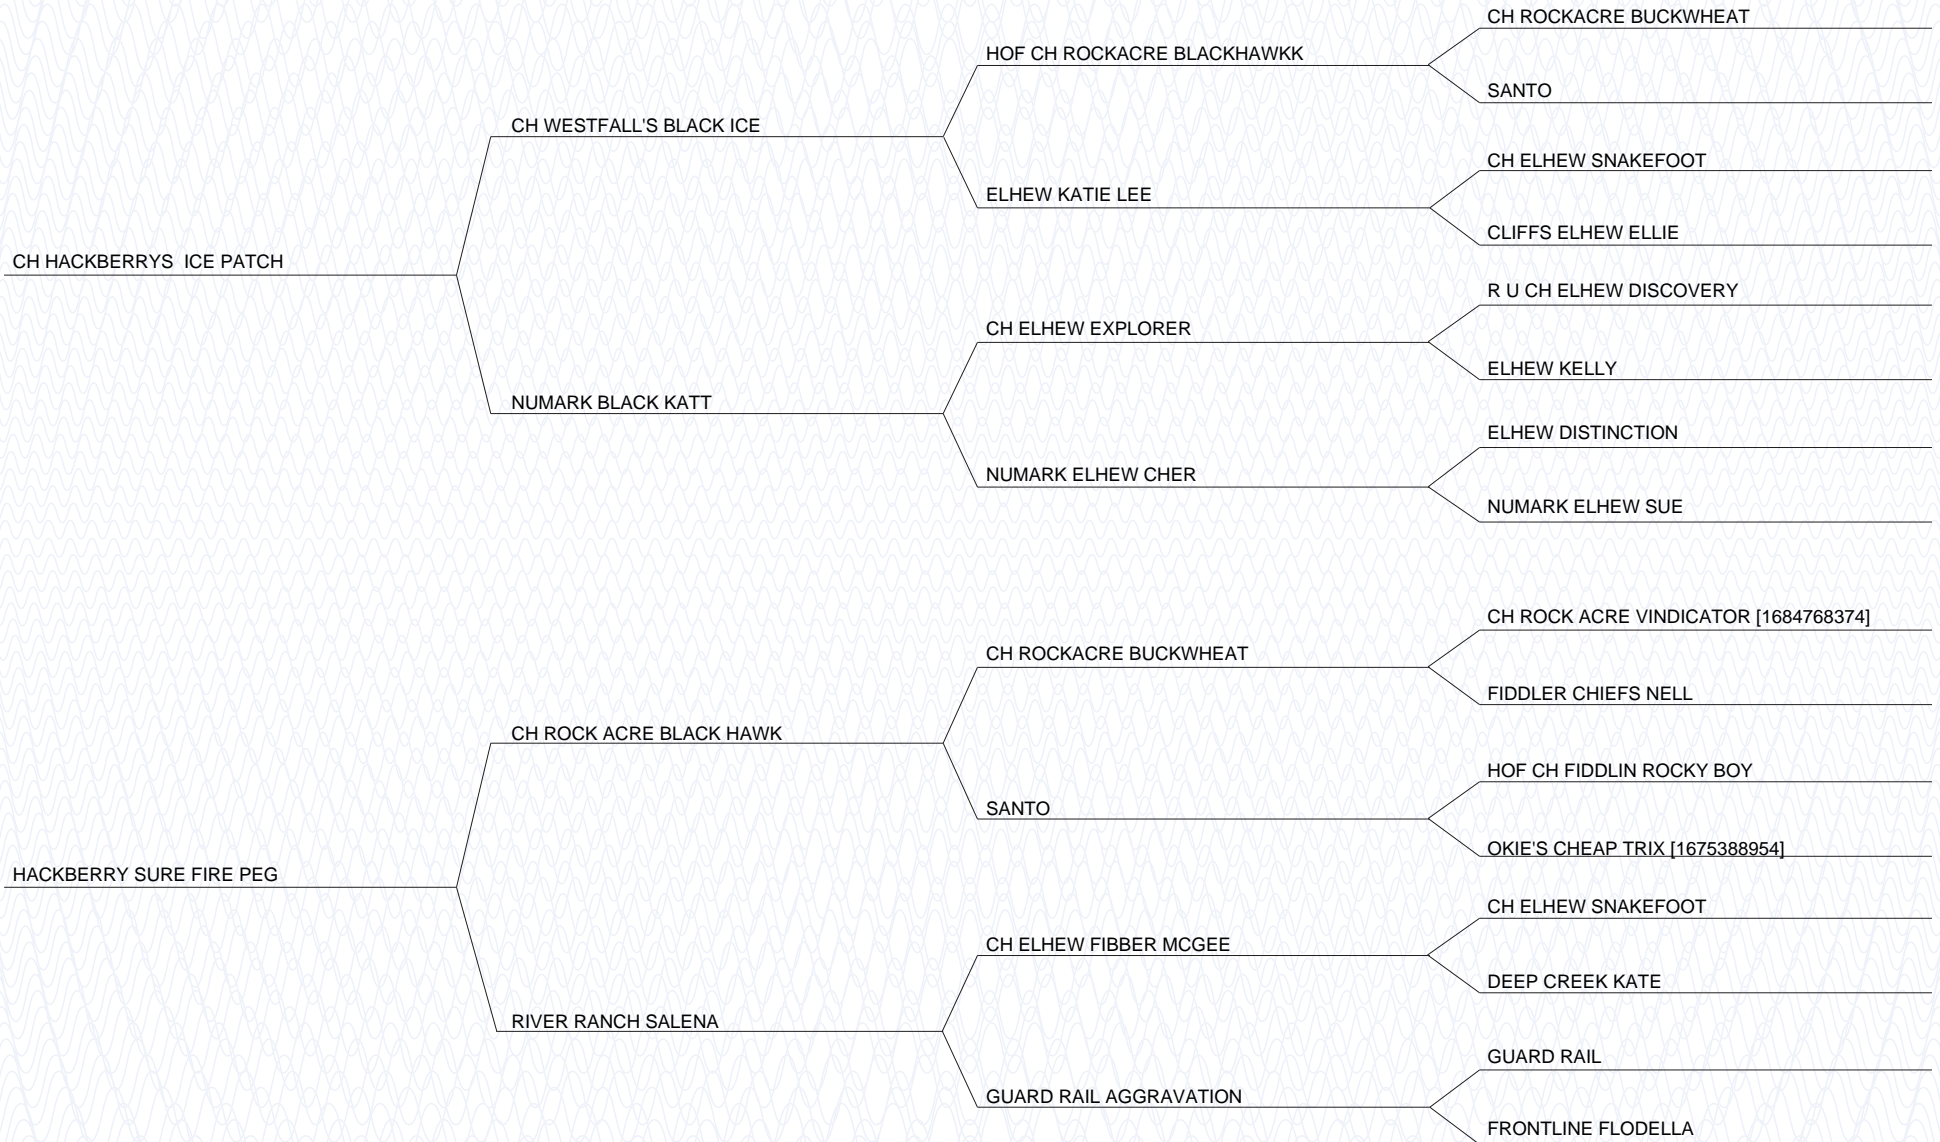 CH ROCKACRE BUCKWHEAT
HOF CH ROCKACRE BLACKHAWKK
SANTO
CH WESTFALL'S BLACK ICE
CH ELHEW SNAKEFOOT
ELHEW KATIE LEE
CLIFFS ELHEW ELLIE
CH HACKBERRYS  ICE PATCH
R U CH ELHEW DISCOVERY
CH ELHEW EXPLORER
ELHEW KELLY
NUMARK BLACK KATT
ELHEW DISTINCTION
NUMARK ELHEW CHER
NUMARK ELHEW SUE
CH ROCK ACRE VINDICATOR [1684768374]
CH ROCKACRE BUCKWHEAT
FIDDLER CHIEFS NELL
CH ROCK ACRE BLACK HAWK
HOF CH FIDDLIN ROCKY BOY
SANTO
OKIE'S CHEAP TRIX [1675388954]
HACKBERRY SURE FIRE PEG
CH ELHEW SNAKEFOOT
CH ELHEW FIBBER MCGEE
DEEP CREEK KATE
RIVER RANCH SALENA
GUARD RAIL
GUARD RAIL AGGRAVATION
FRONTLINE FLODELLA